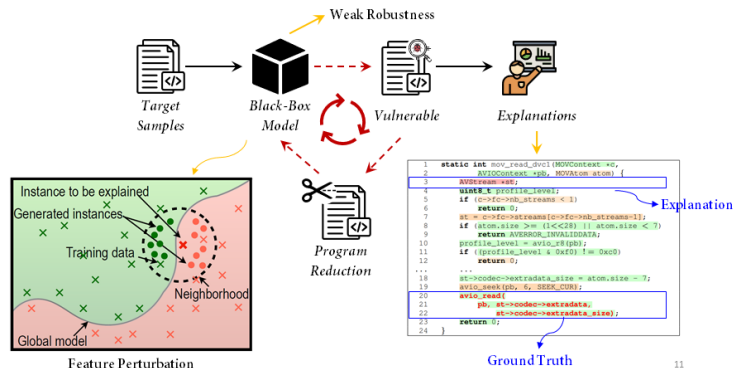 Weak Robustness
Target
Samples
Black-Box
Model
Vulnerable
Explanations
Program
Reduction
Instance to be explained
Generated instances
Training data
Neighborhood
Global model
Feature Perturbation
1 static int mov_read_dvc1(MOVContext *c,
2 AVIOContext *pb, MOVAtom atom) {
3 AVStream *st;
4 uint8_t profile_level;
5 if (c->fc->nb_streams < 1)
6 return 0;
7 st = c->fc->streams[c->fc->nb_streams-1];
8 if (atom.size >= (1<<28) || atom.size < 7)
9 return AVERROR_INVALIDDATA;
10 profile_level = avio_r8(pb);
11 if ((profile_level & 0xf0) != 0xc0)
12 return 0;
... ...
18 st->codec->extradata_size = atom.size - 7;
19 avio_seek(pb, 6, SEEK_CUR);
20 avio_read(
21 pb, st->codec->extradata,
22 st->codec->extradata_size);
23 return 0;
24 }
Explanation
Ground Truth
11